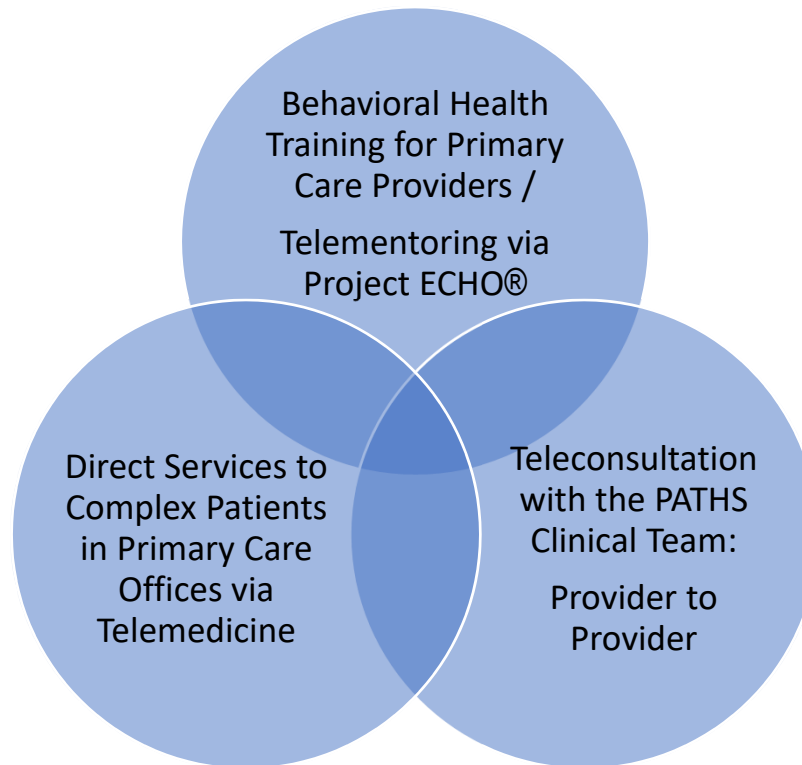 Behavioral Health
Training for Primary
Care Providers /
Telementoring via
Project ECHO®
Direct Services to
Complex Patients
in Primary Care
Offices via
Telemedicine
Teleconsultation
with the PATHS
Clinical Team:
Provider to
Provider